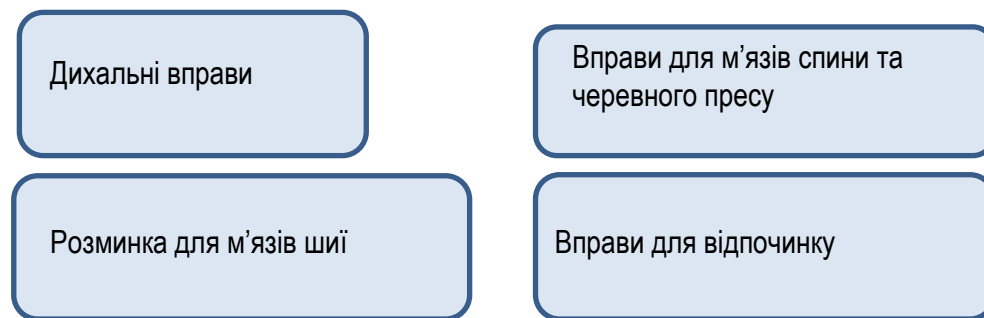 Дихальні вправи
Вправи для м’язів спини та
черевного пресу
Розминка для м’язів шиї
Вправи для відпочинку